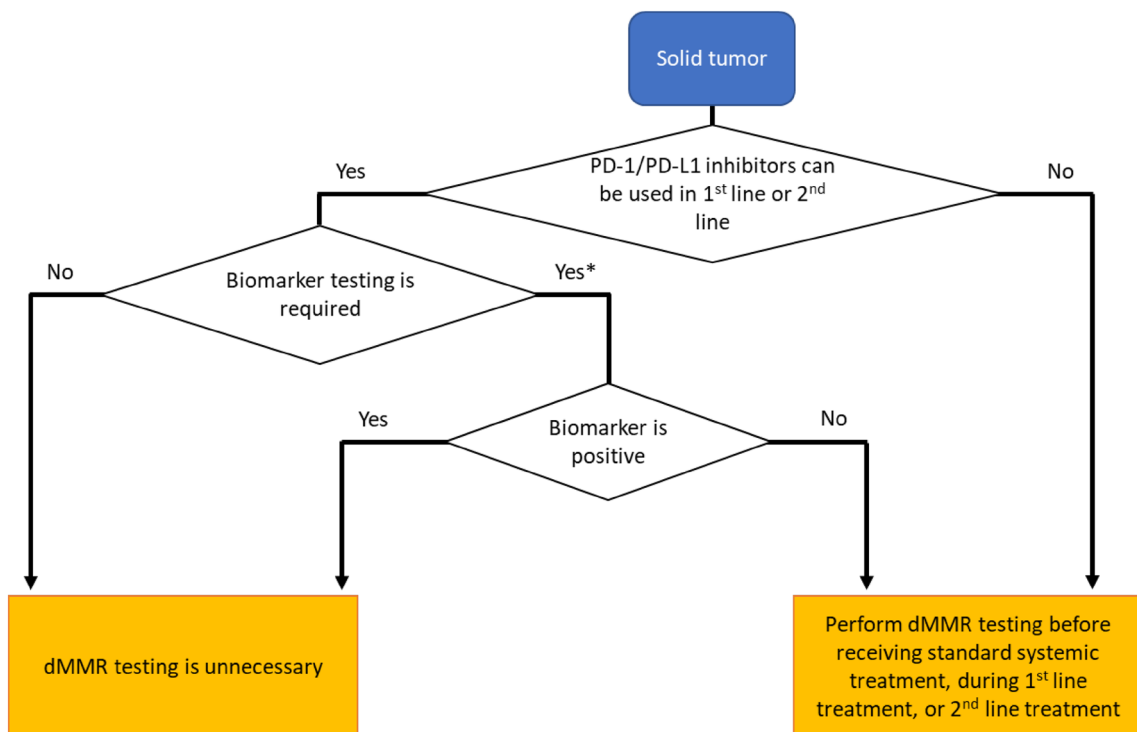 Solid tumor
PD-1/PD-L1 inhibitors can
be used in 1st line or 2nd
line
Yes
No
Biomarker testing is
required
No
Yes*
Biomarker is
positive
Yes
No
dMMR testing is unnecessary
Perform dMMR testing before
receiving standard systemic
treatment, during 1st line
treatment, or 2nd line treatment